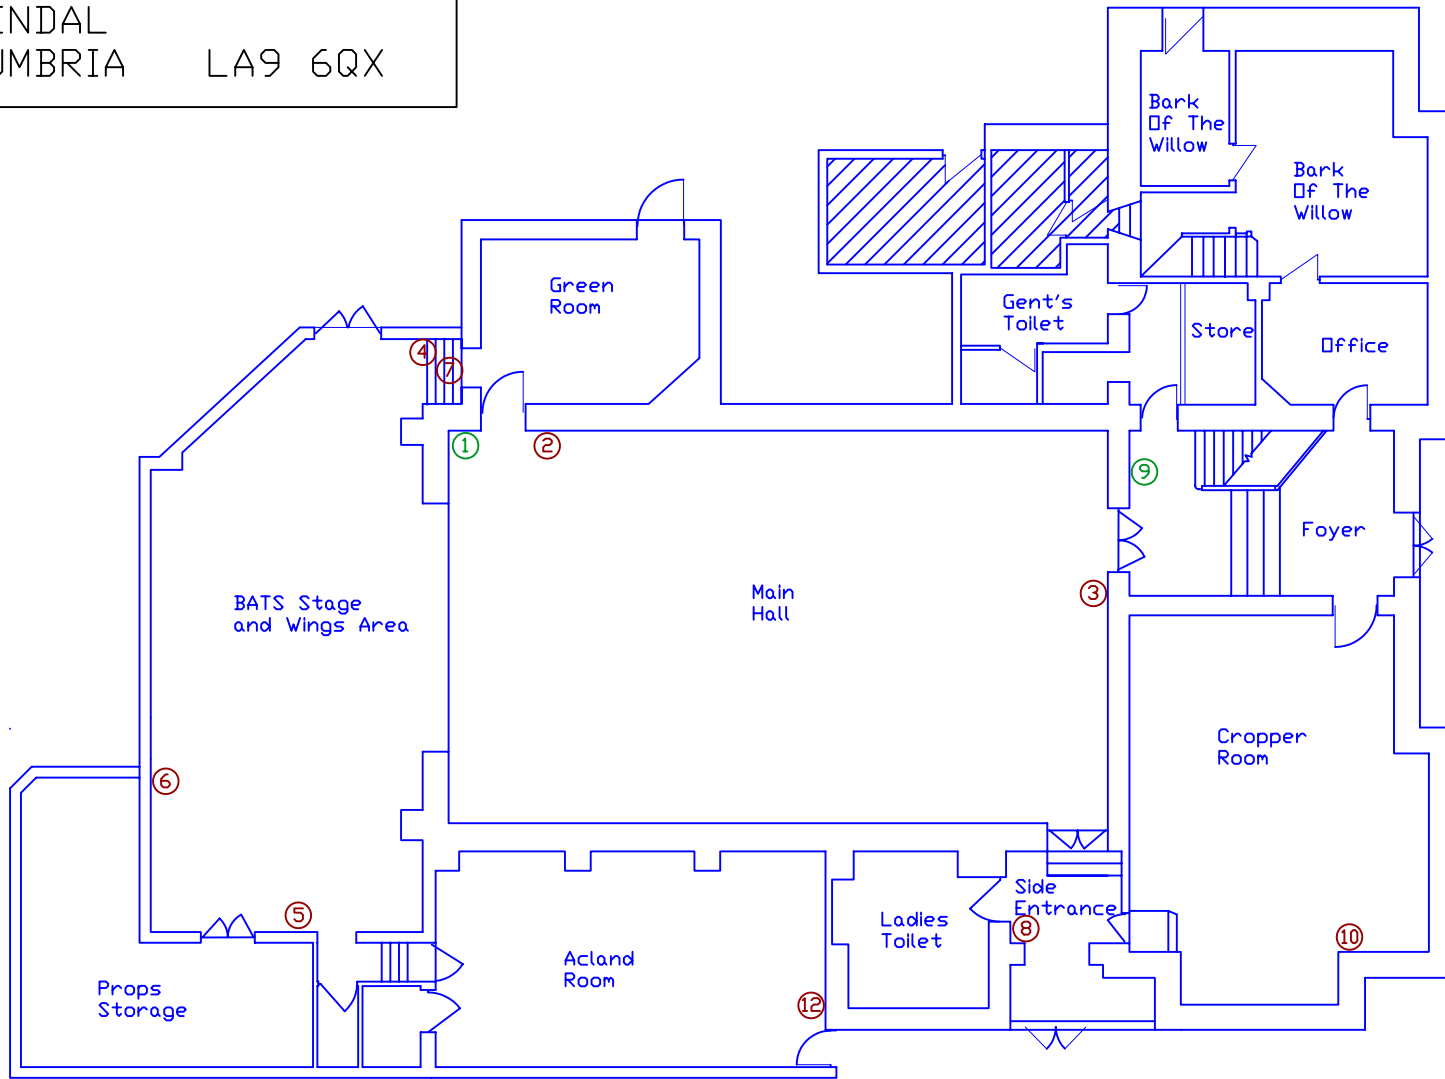 LA9 6QX
Bark
Of The
Willow
Bark
Of The
Willow
Green
Room
Gent's
Toilet
Store
Office
4
7
1
2
9
Foyer
BATS Stage
and Wings Area
Main
Hall
3
Cropper
Room
6
Side
Entrance
5
Ladies
Toilet
8
10
Acland
Room
Props
Storage
12